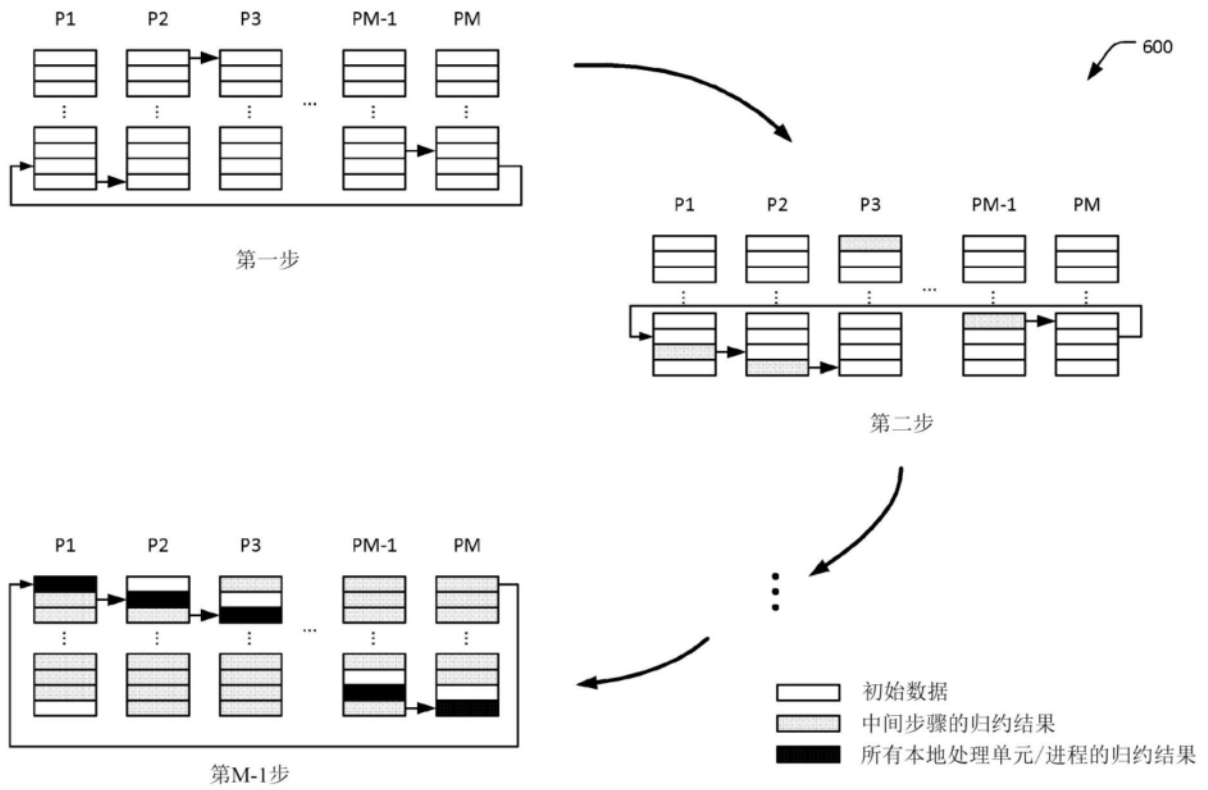 P1 P2 P3 PM-1 PM
600
...
第一步
P1 P2 P3 PM-1 PM
...
第二步
P1 P2 P3 PM-1 PM
...
初始数据
中间步骤的归约结果
所有本地处理单元/进程的归约结果
第M-1步